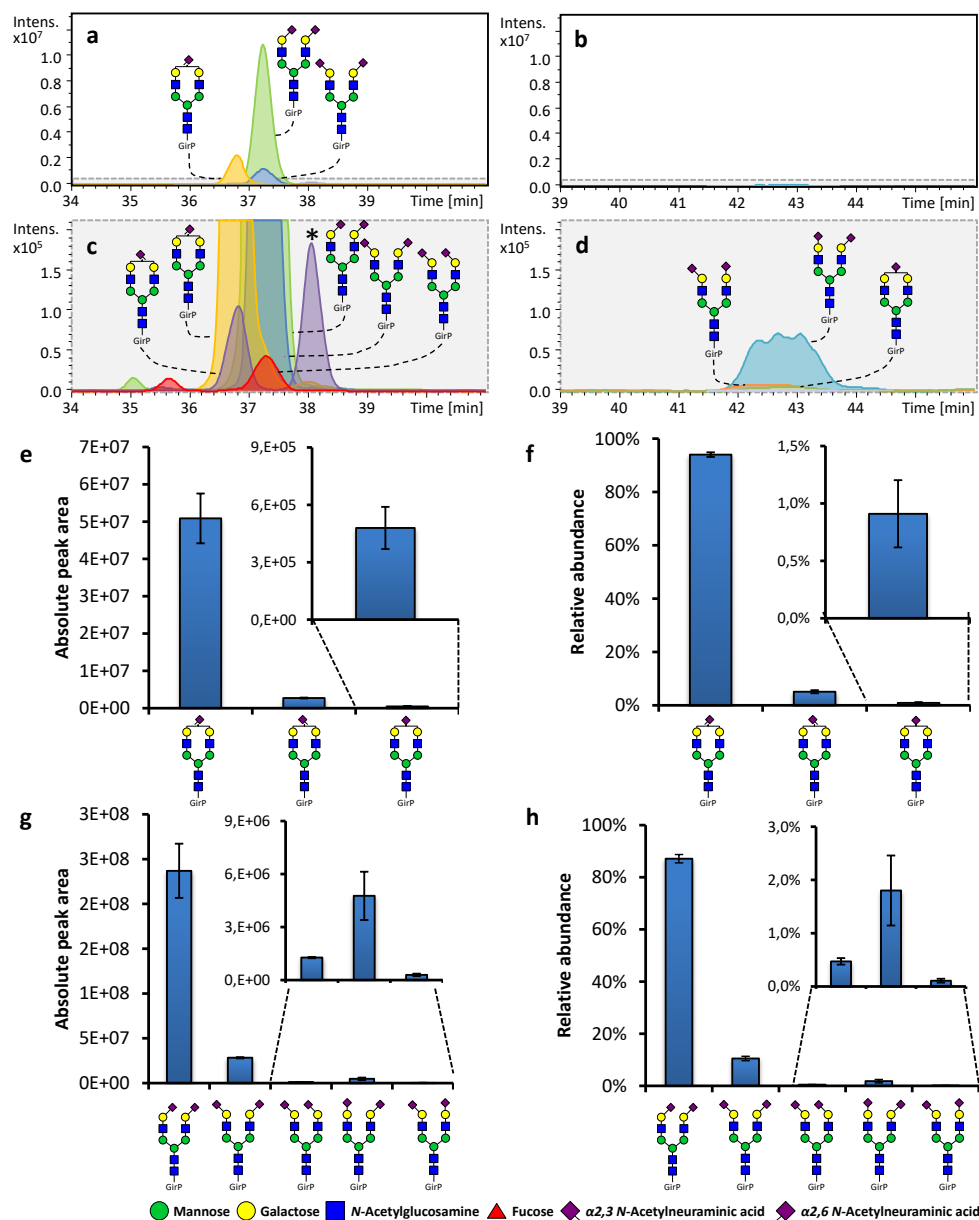 Intens.
x10⁷
a
1.0
0.8
0.6
0.4
0.2
0.0
GirP
GirP
GirP
34 35 36 37 38 39 Time [min]
Intens.
x10⁷
b
1.0
0.8
0.6
0.4
0.2
0.0
39 40 41 42 43 44 Time [min]
Intens.
x10⁵
c
*
1.5
1.0
0.5
0.0
GirP
GirP
GirP
GirP
GirP
34 35 36 37 38 39 Time [min]
Intens.
x10⁵
d
1.5
1.0
0.5
0.0
GirP
GirP
GirP
39 40 41 42 43 44 Time [min]
e
Absolute peak area
7E+07
6E+07
5E+07
4E+07
3E+07
2E+07
1E+07
0E+00
9,E+05
6,E+05
3,E+05
0,E+00
GirP GirP GirP
f
Relative abundance
100%
80%
60%
40%
20%
0%
1,5%
1,0%
0,5%
0,0%
GirP GirP GirP
g
Absolute peak area
3E+08
3E+08
2E+08
2E+08
1E+08
5E+07
0E+00
9,E+06
6,E+06
3,E+06
0,E+00
GirP GirP GirP GirP GirP
h
Relative abundance
100%
80%
60%
40%
20%
0%
3,0%
2,0%
1,0%
0,0%
GirP GirP GirP GirP GirP
Mannose Galactose N-Acetylglucosamine Fucose α2,3 N-Acetylneuraminic acid α2,6 N-Acetylneuraminic acid